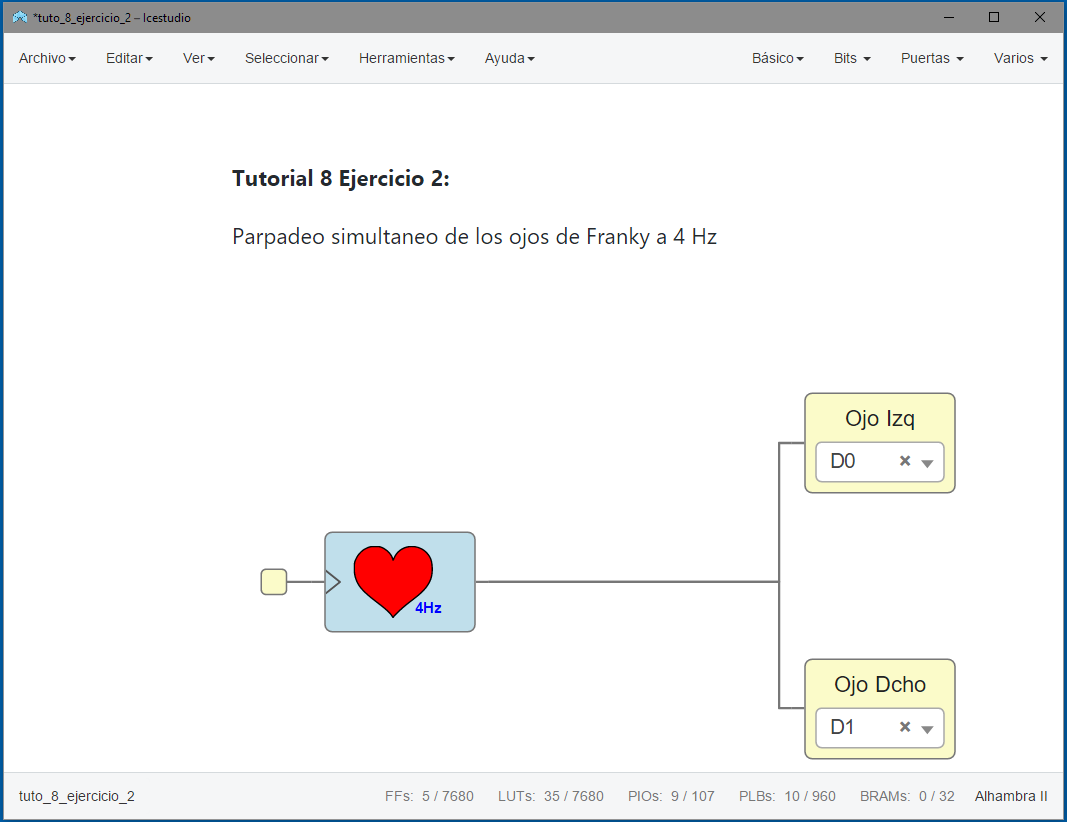 *tuto_8_ejercicio_2 – Icestudio
Archivo Editar Ver Seleccionar Herramientas Ayuda Básico Bits Puertas Varios
Tutorial 8 Ejercicio 2:
Parpadeo simultaneo de los ojos de Franky a 4 Hz
Ojo Izq
D0
4Hz
Ojo Dcho
D1
tuto_8_ejercicio_2 FFs: 5 / 7680 LUTs: 35 / 7680 PIOs: 9 / 107 PLBs: 10 / 960 BRAMs: 0 / 32 Alhambra II